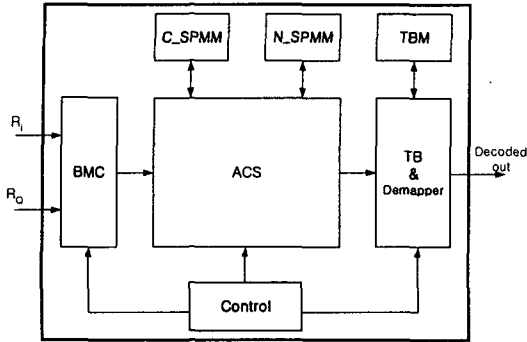 C_SPMM N_SPMM TBM
R_I
BMC
ACS
TB
&
Demapper
Decoded
out
R_Q
Control